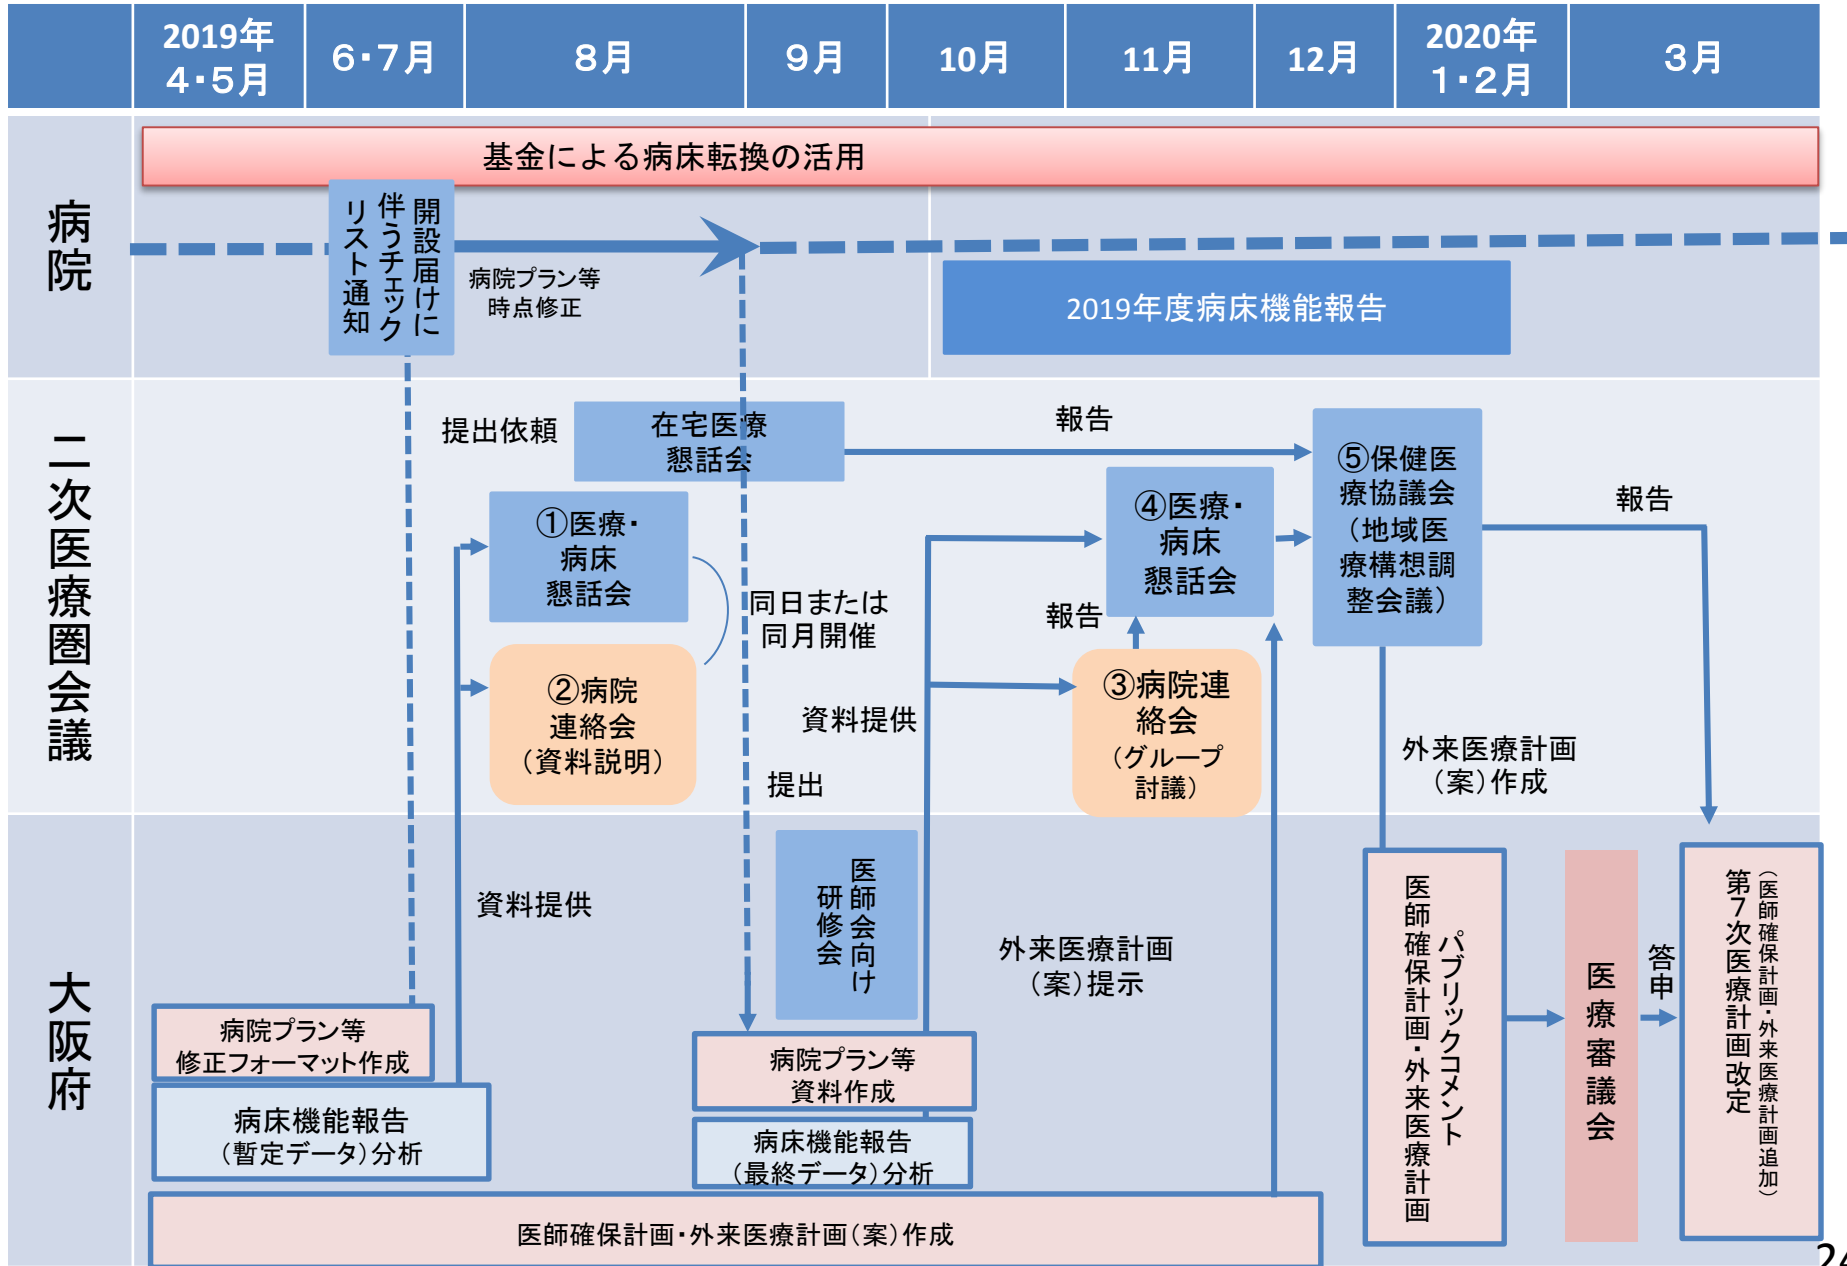 2019年
4・5月
6・7月
8月
9月
10月
11月
12月
2020年
1・2月
3月
病院
基金による病床転換の活用
開設届けに
伴うチェック
リスト通知
病院プラン等
時点修正
2019年度病床機能報告
二次医療圏会議
提出依頼
在宅医療
懇話会
報告
⑤保健医
療協議会
（地域医
療構想調
整会議）
報告
①医療・
病床
懇話会
④医療・
病床
懇話会
同日または
同月開催
報告
②病院
連絡会
（資料説明）
③病院連
絡会
（グループ
討議）
資料提供
提出
外来医療計画
（案）作成
大阪府
資料提供
医師会向け
研修会
外来医療計画
（案）提示
パブリックコメント
医師確保計画・外来医療計画
医療審議会
答申
（医師確保計画・外来医療計画追加）
第7次医療計画改定
病院プラン等
修正フォーマット作成
病床機能報告
（暫定データ）分析
病院プラン等
資料作成
病床機能報告
（最終データ）分析
医師確保計画・外来医療計画（案）作成
24